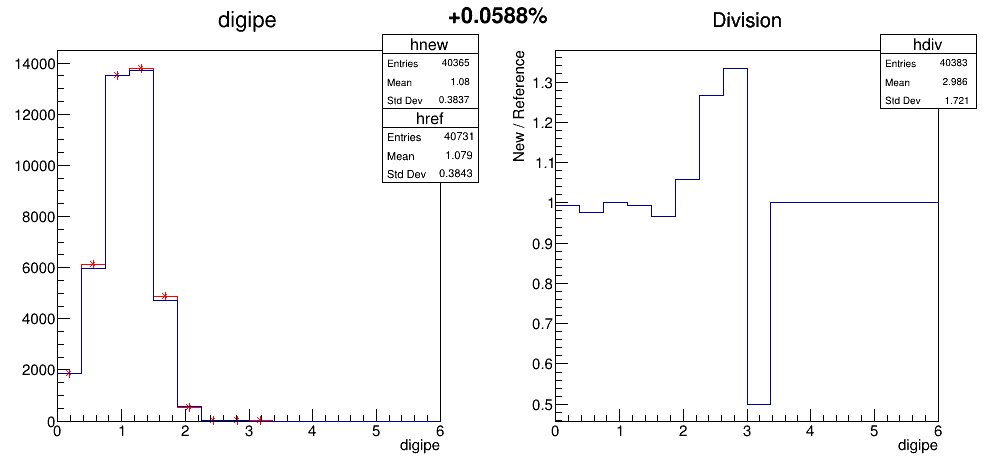 digipe
+0.0588%
Division
hnew
Entries 40365
Mean 1.08
Std Dev 0.3837
href
Entries 40731
Mean 1.079
Std Dev 0.3843
14000
12000
10000
8000
6000
4000
2000
0
0 1 2 3 4 5 6
digipe
hdiv
Entries 40383
Mean 2.986
Std Dev 1.721
New / Reference
1.3
1.2
1.1
1
0.9
0.8
0.7
0.6
0.5
0 1 2 3 4 5 6
digipe